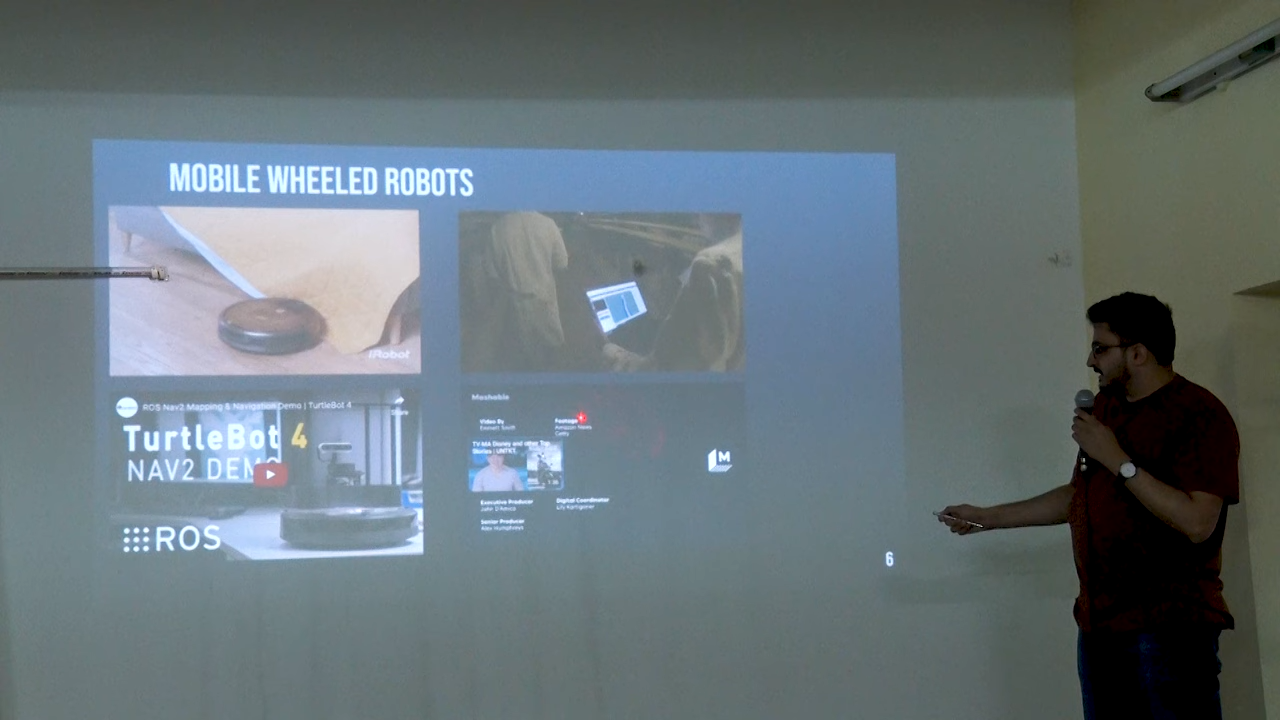 MOBILE WHEELED ROBOTS
iRobot
ROS Nav2 Mapping & Navigation Demo | TurtleBot 4
Share
TurtleBot 4
NAV2 DEMO
ROS
Mashable
Video By
Emmett Smith
Footage
Amazon News
Getty
TV-MA Disney and other Top
Stories | UNTKT.
M
Executive Producer
John D'Amico
Digital Coordinator
Senior Producer
Alex Humphreys
6